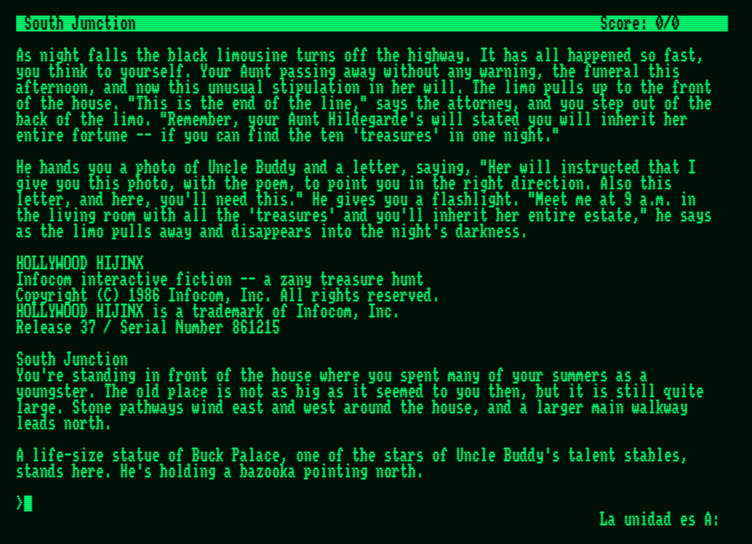 South Junction Score: 0/0
As night falls the black limousine turns off the highway. It has all happened so fast,
you think to yourself. Your Aunt passing away without any warning, the funeral this
afternoon, and now this unusual stipulation in her will. The limo pulls up to the front
of the house. "This is the end of the line," says the attorney, and you step out of the
back of the limo. "Remember, your Aunt Hildegarde's will stated you will inherit her
entire fortune -- if you can find the ten 'treasures' in one night."
He hands you a photo of Uncle Buddy and a letter, saying, "Her will instructed that I
give you this photo, with the poem, to point you in the right direction. Also this
letter, and here, you'll need this." He gives you a flashlight. "Meet me at 9 a.m. in
the living room with all the 'treasures' and you'll inherit her entire estate," he says
as the limo pulls away and disappears into the night's darkness.
HOLLYWOOD HIJINX
Infocom interactive fiction -- a zany treasure hunt
Copyright (C) 1986 Infocom, Inc. All rights reserved.
HOLLYWOOD HIJINX is a trademark of Infocom, Inc.
Release 37 / Serial Number 861215
South Junction
You're standing in front of the house where you spent many of your summers as a
youngster. The old place is not as big as it seemed to you then, but it is still quite
large. Stone pathways wind east and west around the house, and a larger main walkway
leads north.
A life-size statue of Buck Palace, one of the stars of Uncle Buddy's talent stables,
stands here. He's holding a bazooka pointing north.
>
La unidad es A: